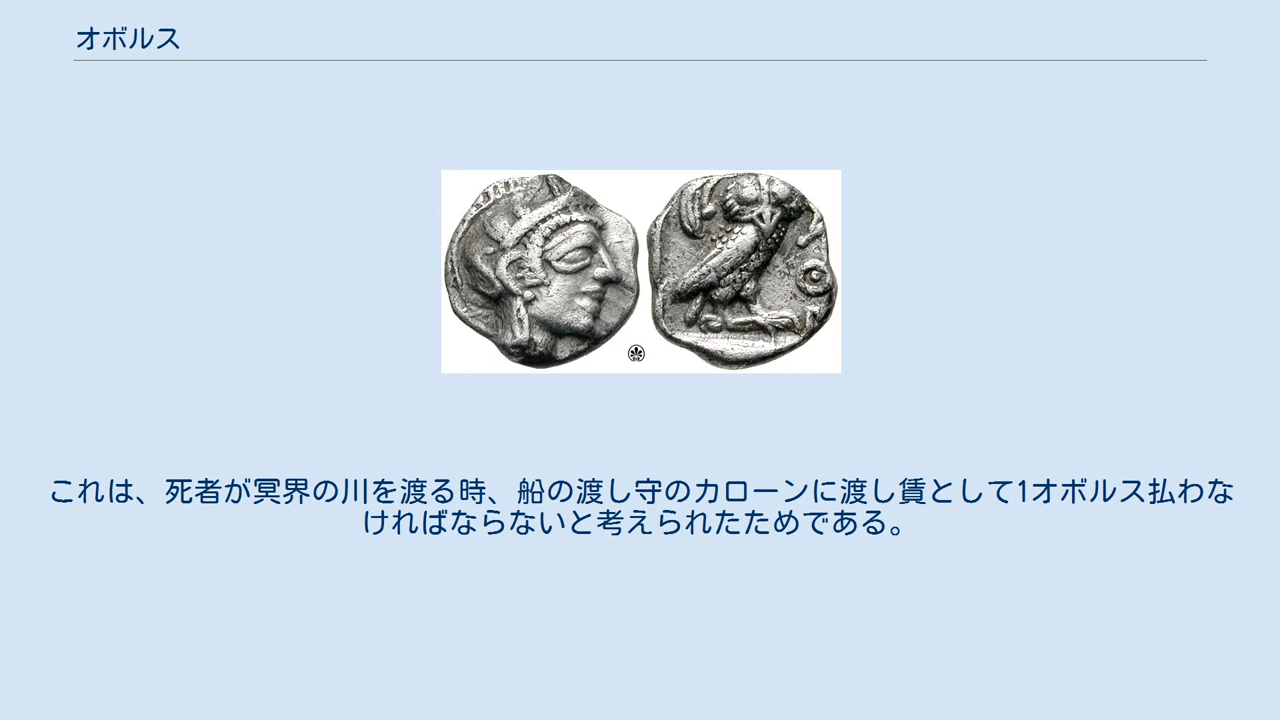 オボルス
これは、死者が冥界の川を渡る時、船の渡し守のカローンに渡し賃として1オボルス払わな
ければならないと考えられたためである。